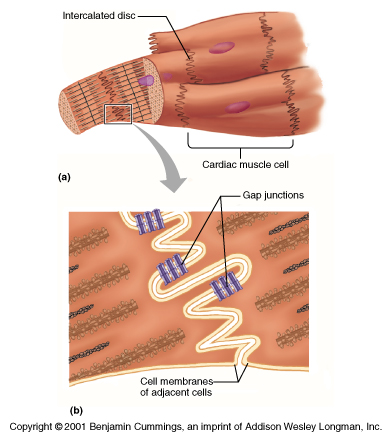 Intercalated disc
Cardiac muscle cell
(a)
Gap junctions
Cell membranes
of adjacent cells
(b)
Copyright © 2001 Benjamin Cummings, an imprint of Addison Wesley Longman, Inc.